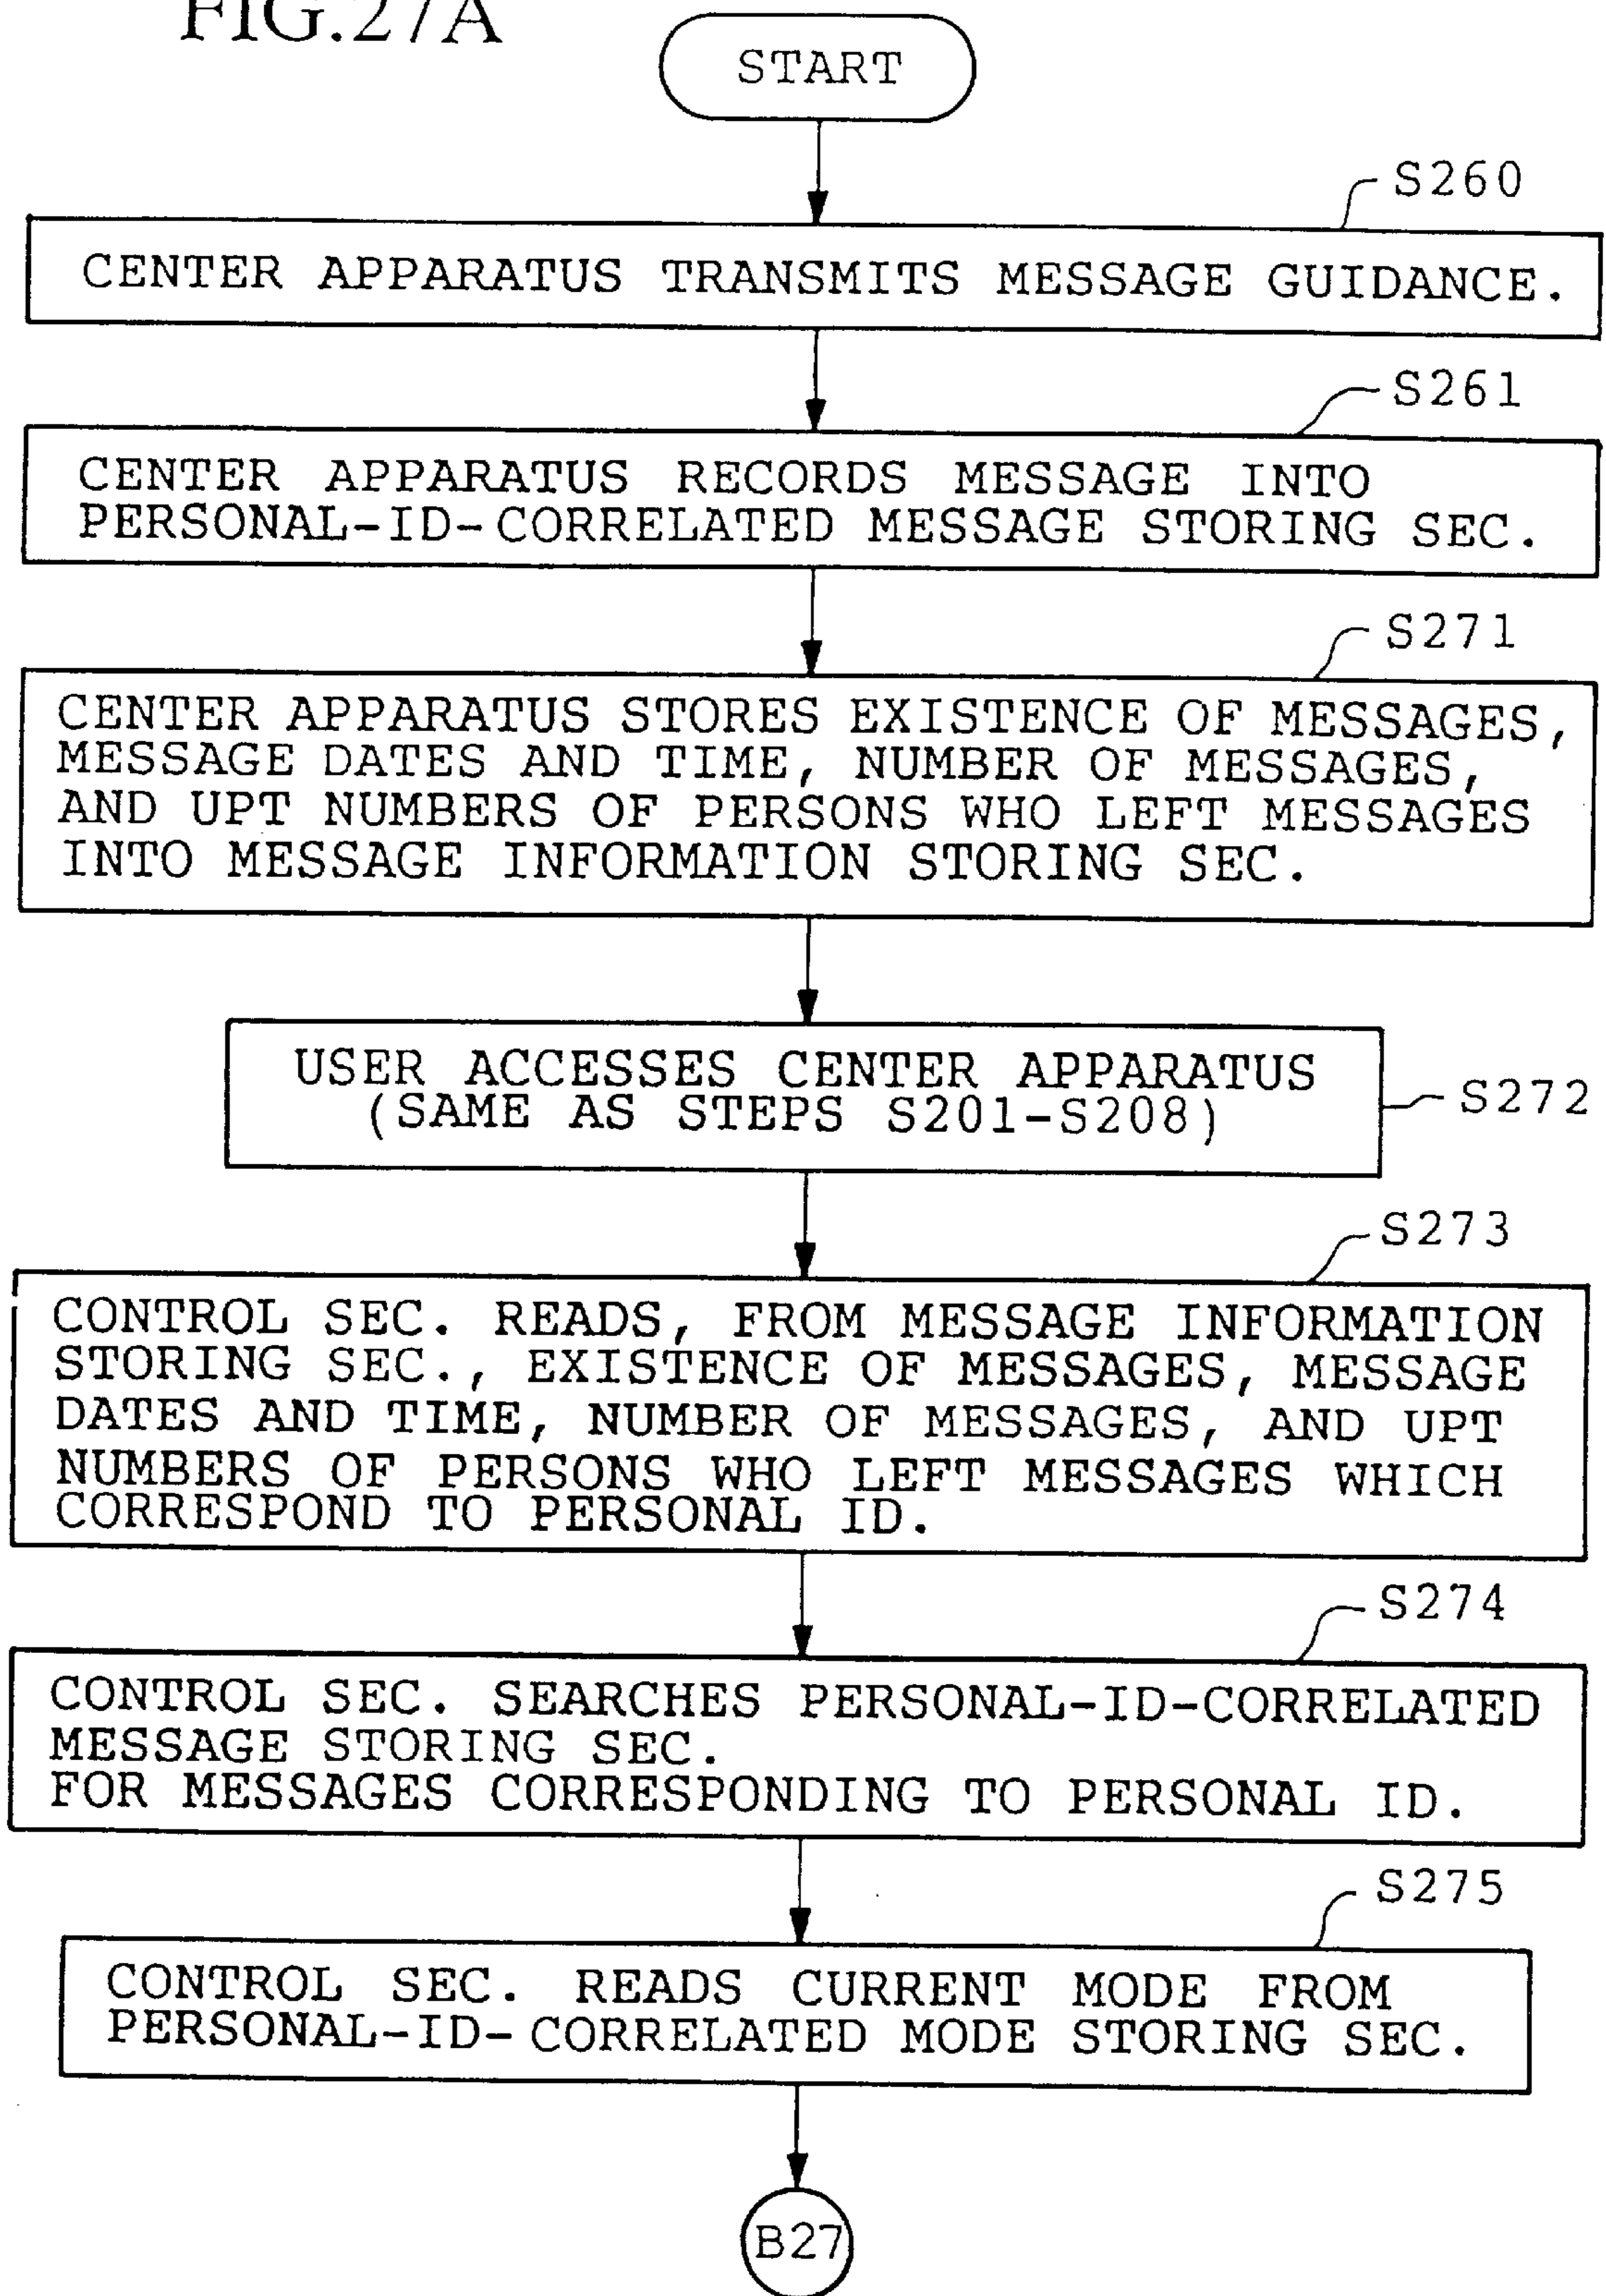 FIG.27A
START
S260
CENTER APPARATUS TRANSMITS MESSAGE GUIDANCE.
S261
CENTER APPARATUS RECORDS MESSAGE INTO
PERSONAL-ID-CORRELATED MESSAGE STORING SEC.
S271
CENTER APPARATUS STORES EXISTENCE OF MESSAGES,
MESSAGE DATES AND TIME, NUMBER OF MESSAGES,
AND UPT NUMBERS OF PERSONS WHO LEFT MESSAGES
INTO MESSAGE INFORMATION STORING SEC.
USER ACCESSES CENTER APPARATUS
(SAME AS STEPS S201-S208)
S272
S273
CONTROL SEC. READS, FROM MESSAGE INFORMATION
STORING SEC., EXISTENCE OF MESSAGES, MESSAGE
DATES AND TIME, NUMBER OF MESSAGES, AND UPT
NUMBERS OF PERSONS WHO LEFT MESSAGES WHICH
CORRESPOND TO PERSONAL ID.
S274
CONTROL SEC. SEARCHES PERSONAL-ID-CORRELATED
MESSAGE STORING SEC.
FOR MESSAGES CORRESPONDING TO PERSONAL ID.
S275
CONTROL SEC. READS CURRENT MODE FROM
PERSONAL-ID-CORRELATED MODE STORING SEC.
B27